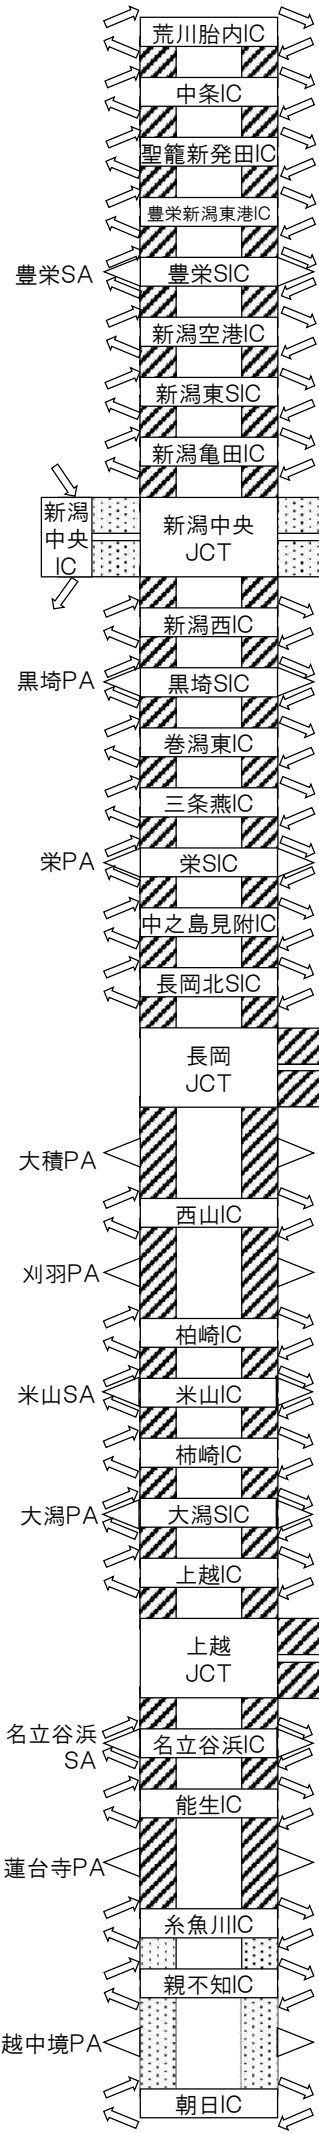 荒川胎内IC
中条IC
聖籠新発田IC
豊栄新潟東港IC
豊栄SA
豊栄SIC
新潟空港IC
新潟東SIC
新潟亀田IC
新潟
中央
IC
新潟中央
JCT
新潟西IC
黒埼PA
黒埼SIC
巻潟東IC
三条燕IC
栄PA
栄SIC
中之島見附IC
長岡北SIC
長岡
JCT
大積PA
西山IC
刈羽PA
柏崎IC
米山SA
米山IC
柿崎IC
大潟PA
大潟SIC
上越IC
上越
JCT
名立谷浜
SA
名立谷浜IC
能生IC
蓮台寺PA
糸魚川IC
親不知IC
越中境PA
朝日IC